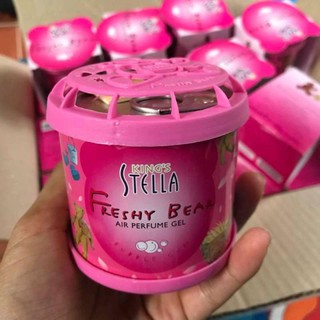 KING'S
STELLA
FRESHY BEAR
AIR PERFUME GEL